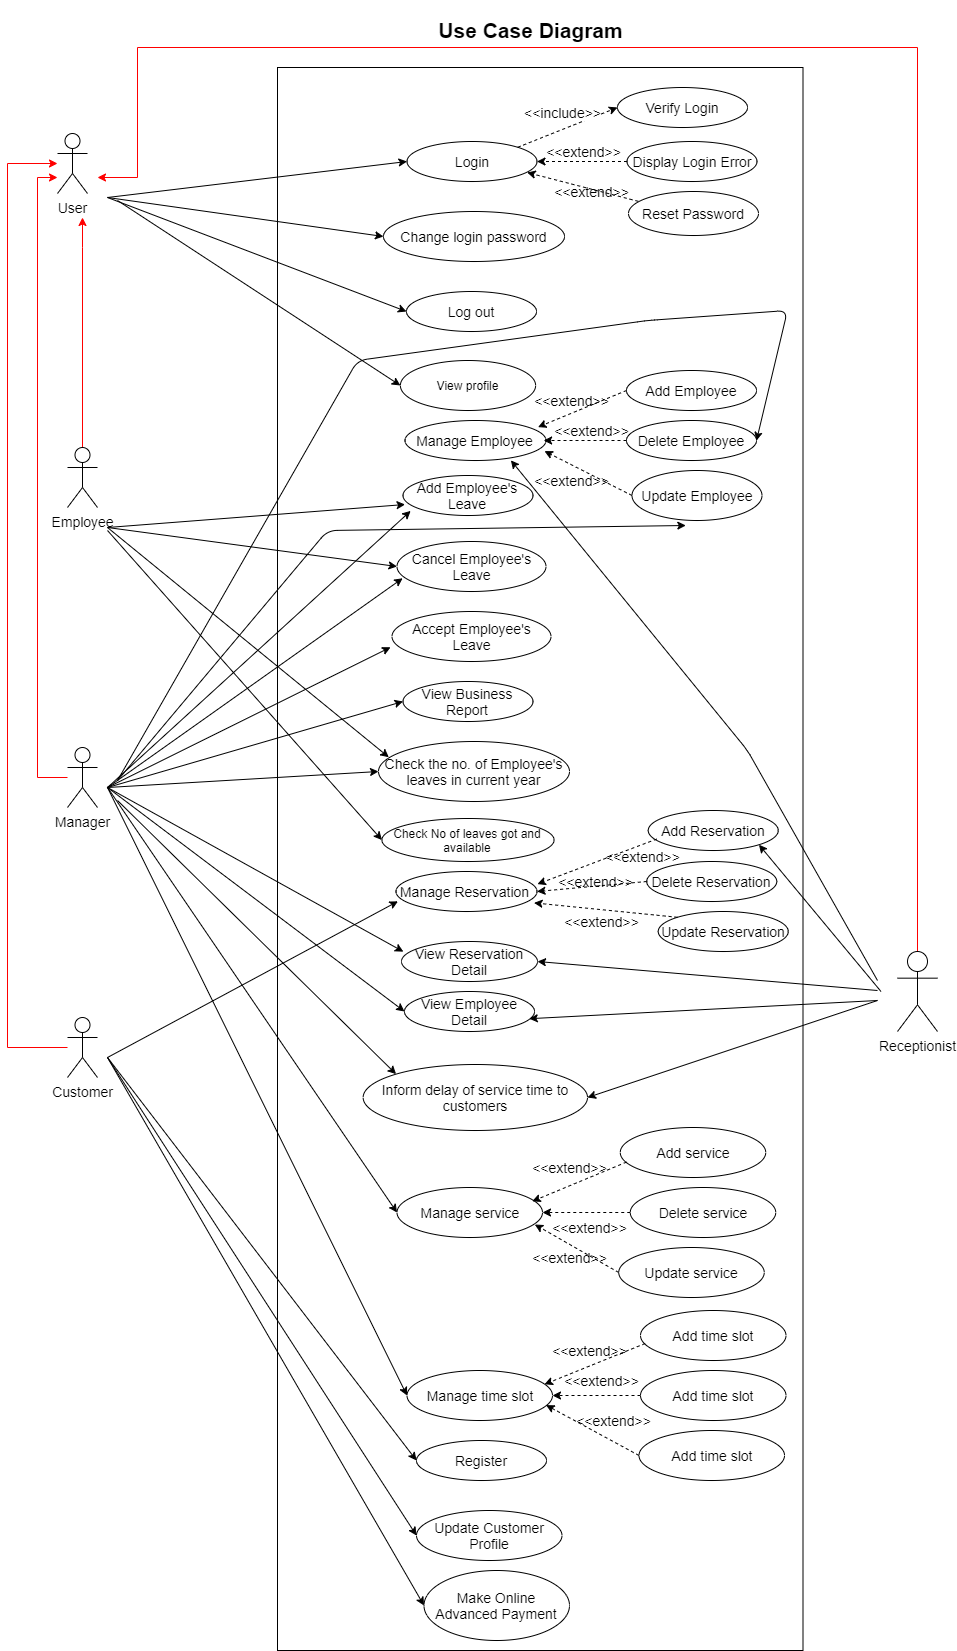 Use Case Diagram
<<include>>
Verify Login
Login
<<extend>>
Display Login Error
<<extend>>
Reset Password
User
Change login password
Log out
View profile
<<extend>>
Add Employee
Manage Employee
<<extend>>
Delete Employee
<<extend>>
Update Employee
Add Employee's
Leave
Employee
Cancel Employee's
Leave
Accept Employee's
Leave
View Business
Report
Check the no. of Employee's
leaves in current year
Manager
Check No of leaves got and
available
Add Reservation
<<extend>>
Manage Reservation
<<extend>>
Delete Reservation
<<extend>>
Update Reservation
View Reservation
Detail
View Employee
Detail
Receptionist
Customer
Inform delay of service time to
customers
Add service
<<extend>>
Manage service
Delete service
<<extend>>
<<extend>>
Update service
Add time slot
<<extend>>
<<extend>>
Manage time slot
Add time slot
<<extend>>
Add time slot
Register
Update Customer
Profile
Make Online
Advanced Payment